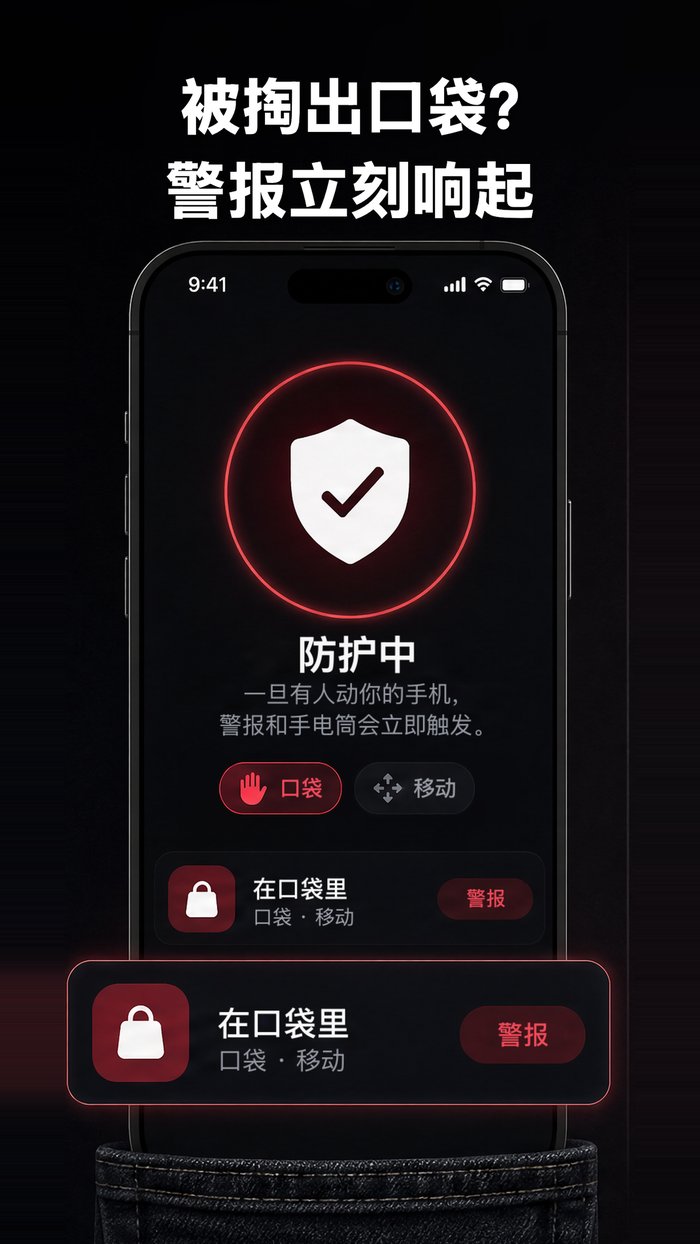 被掏出口袋？
警报立刻响起
9:41
防护中
一旦有人动你的手机，
警报和手电筒会立即触发。
口袋
移动
在口袋里
口袋 · 移动
警报
在口袋里
口袋 · 移动
警报